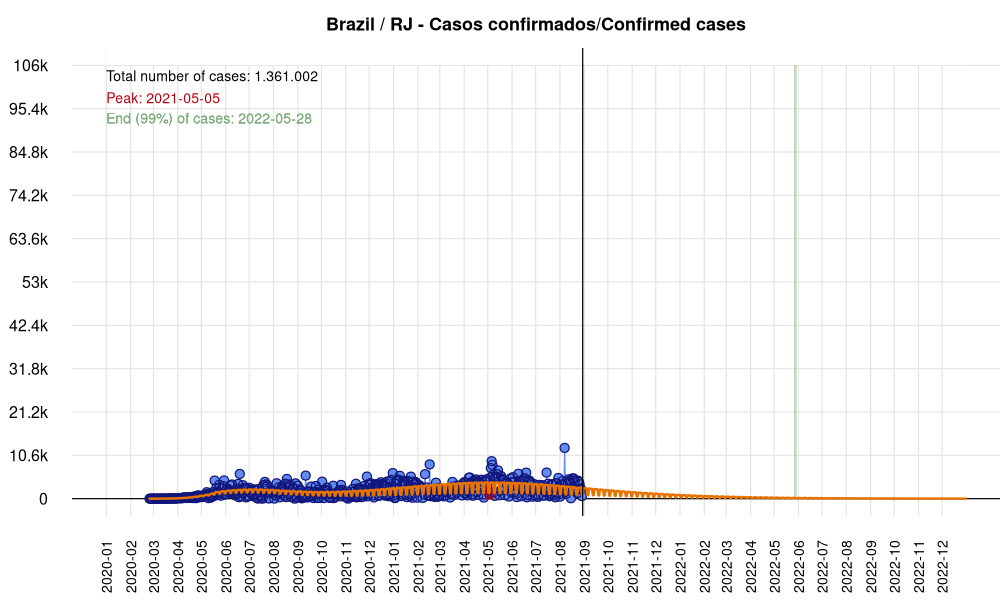 Brazil / RJ - Casos confirmados/Confirmed cases
106k
95.4k
84.8k
74.2k
63.6k
53k
42.4k
31.8k
21.2k
10.6k
0
Total number of cases: 1.361.002
Peak: 2021-05-05
End (99%) of cases: 2022-05-28
2020-01
2020-02
2020-03
2020-04
2020-05
2020-06
2020-07
2020-08
2020-09
2020-10
2020-11
2020-12
2021-01
2021-02
2021-03
2021-04
2021-05
2021-06
2021-07
2021-08
2021-09
2021-10
2021-11
2021-12
2022-01
2022-02
2022-03
2022-04
2022-05
2022-06
2022-07
2022-08
2022-09
2022-10
2022-11
2022-12